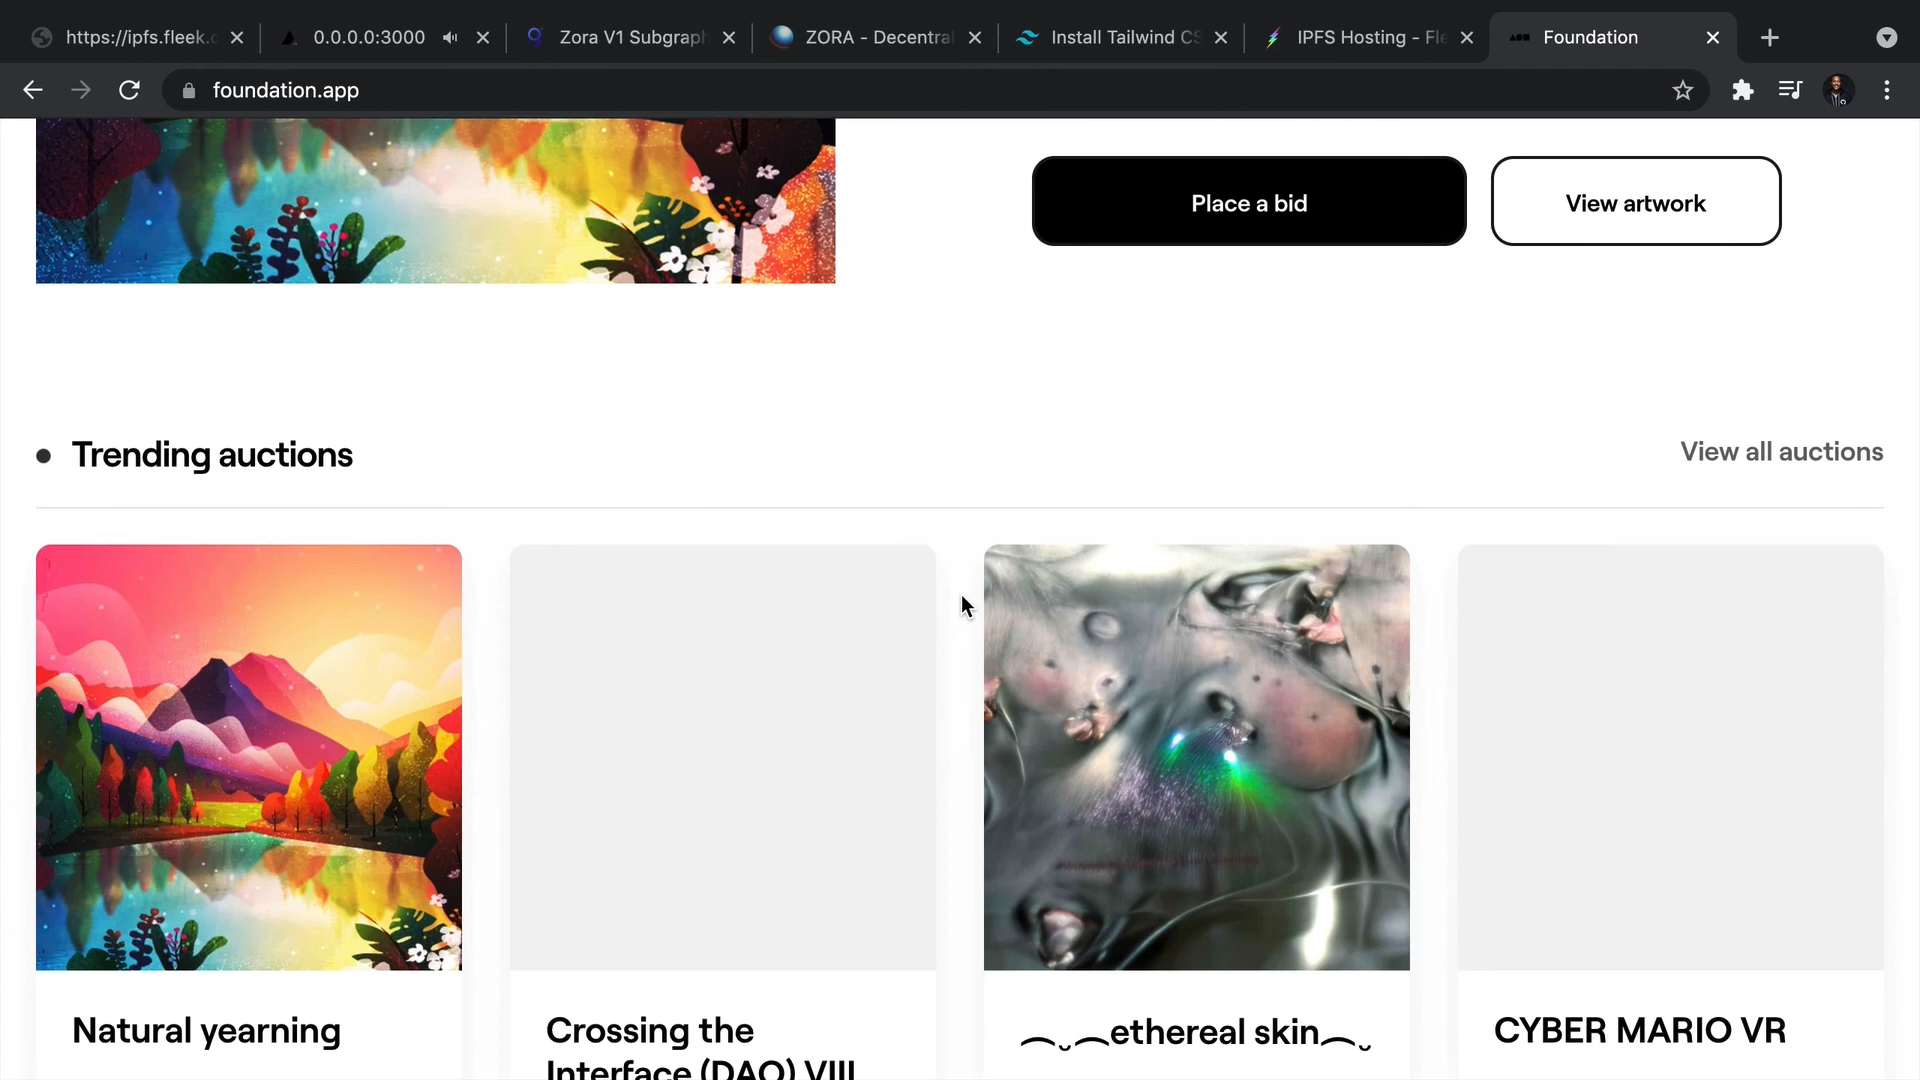 https://ipfs.fleek.c
0.0.0.0:3000
Zora V1 Subgraph
ZORA - Decentral
Install Tailwind CS
IPFS Hosting - Fle
Foundation
foundation.app
Place a bid
View artwork
Trending auctions
View all auctions
Natural yearning
Crossing the
Interface (DAO) VIII
⁔͜⁔ethereal skin⁔͜
CYBER MARIO VR